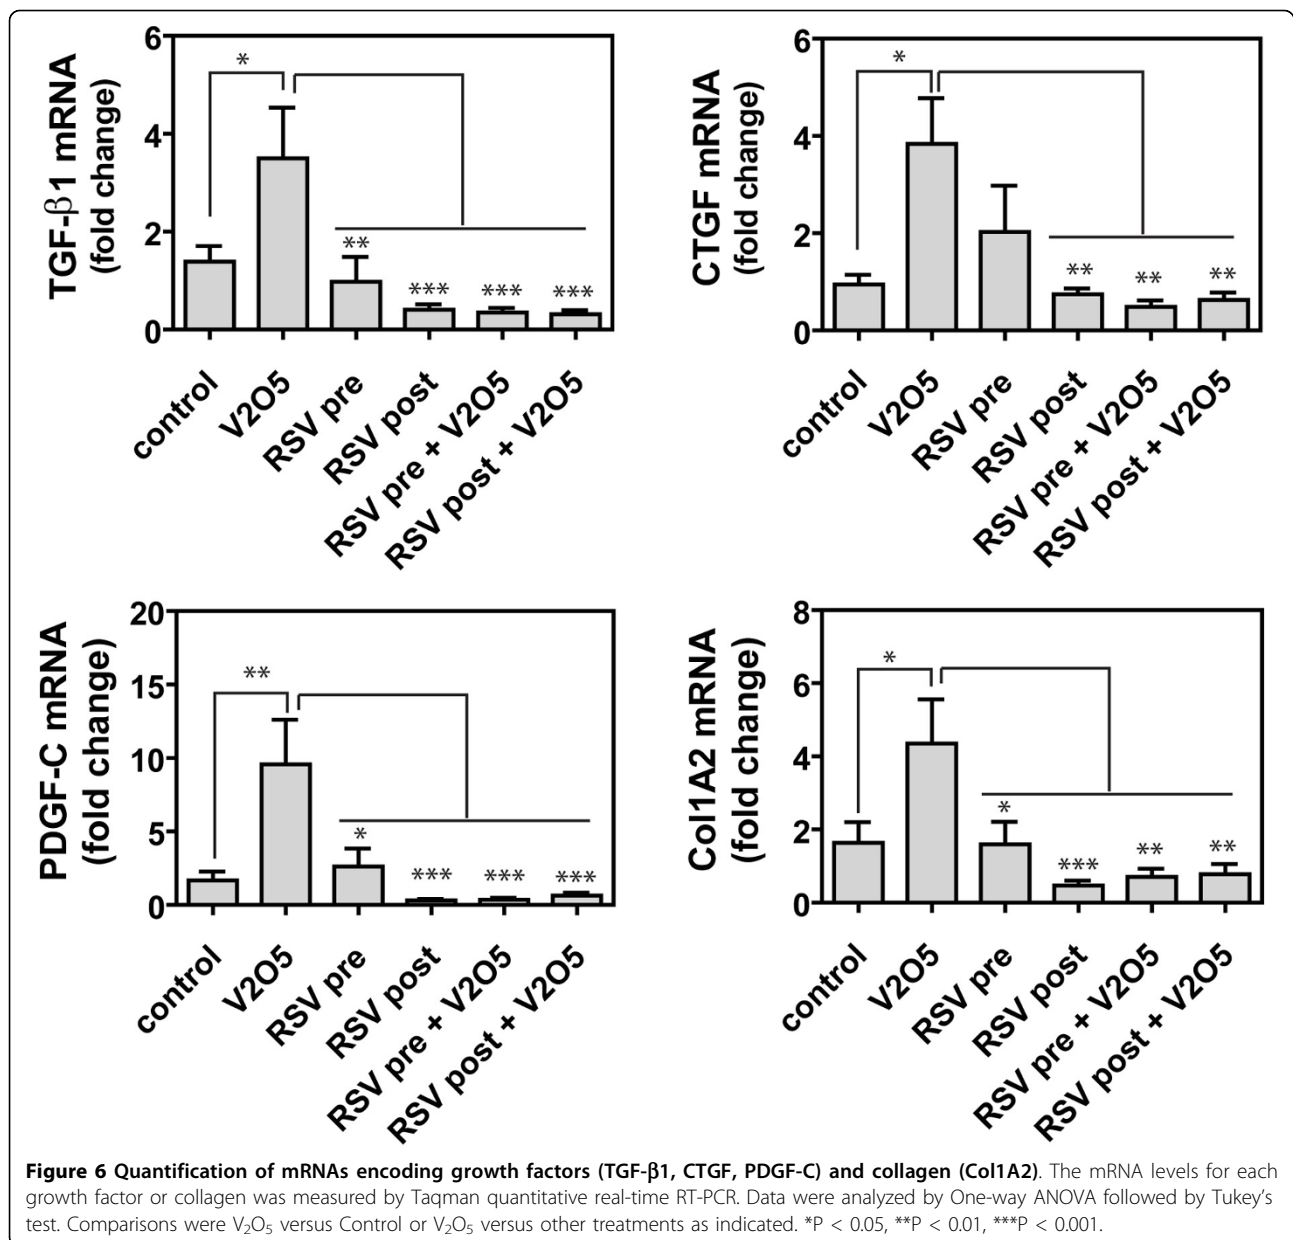 TGF-β1 mRNA
(fold change)
6
4
2
0
*
**
***
***
***
control
V2O5
RSV pre
RSV post
RSV pre + V2O5
RSV post + V2O5
CTGF mRNA
(fold change)
6
4
2
0
*
**
**
**
control
V2O5
RSV pre
RSV post
RSV pre + V2O5
RSV post + V2O5
PDGF-C mRNA
(fold change)
20
15
10
5
0
**
*
***
***
***
control
V2O5
RSV pre
RSV post
RSV pre + V2O5
RSV post + V2O5
Col1A2 mRNA
(fold change)
8
6
4
2
0
*
*
***
**
**
control
V2O5
RSV pre
RSV post
RSV pre + V2O5
RSV post + V2O5
Figure 6 Quantification of mRNAs encoding growth factors (TGF-β1, CTGF, PDGF-C) and collagen (Col1A2). The mRNA levels for each
growth factor or collagen was measured by Taqman quantitative real-time RT-PCR. Data were analyzed by One-way ANOVA followed by Tukey's
test. Comparisons were V₂O₅ versus Control or V₂O₅ versus other treatments as indicated. *P < 0.05, **P < 0.01, ***P < 0.001.